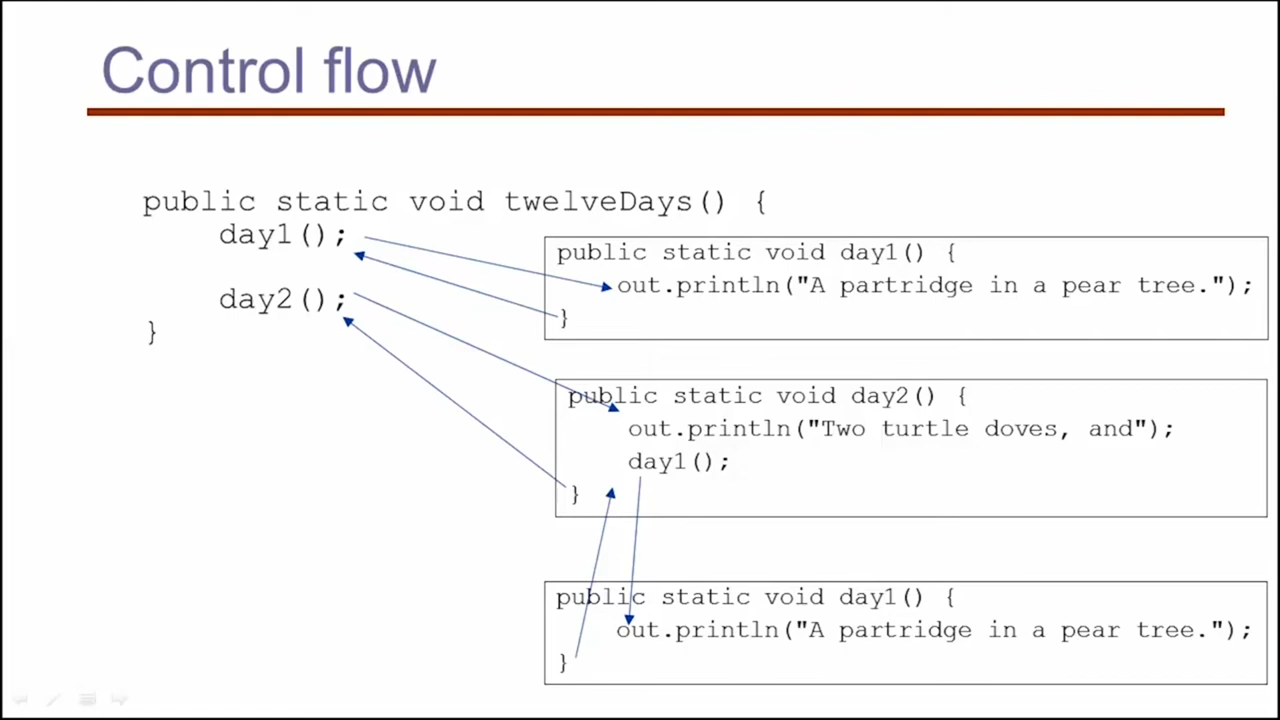 Control flow
public static void twelveDays() {
day1();
day2();
}
public static void day1() {
out.println("A partridge in a pear tree.");
}
public static void day2() {
out.println("Two turtle doves, and");
day1();
}
public static void day1() {
out.println("A partridge in a pear tree.");
}